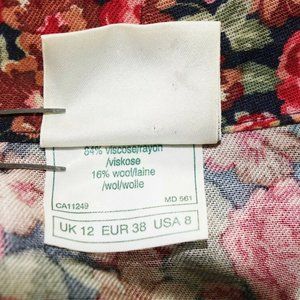 84% viscose/rayon
/viskose
16% wool/laine
/wol/wolle
CA11249 MD 561
UK 12 EUR 38 USA 8